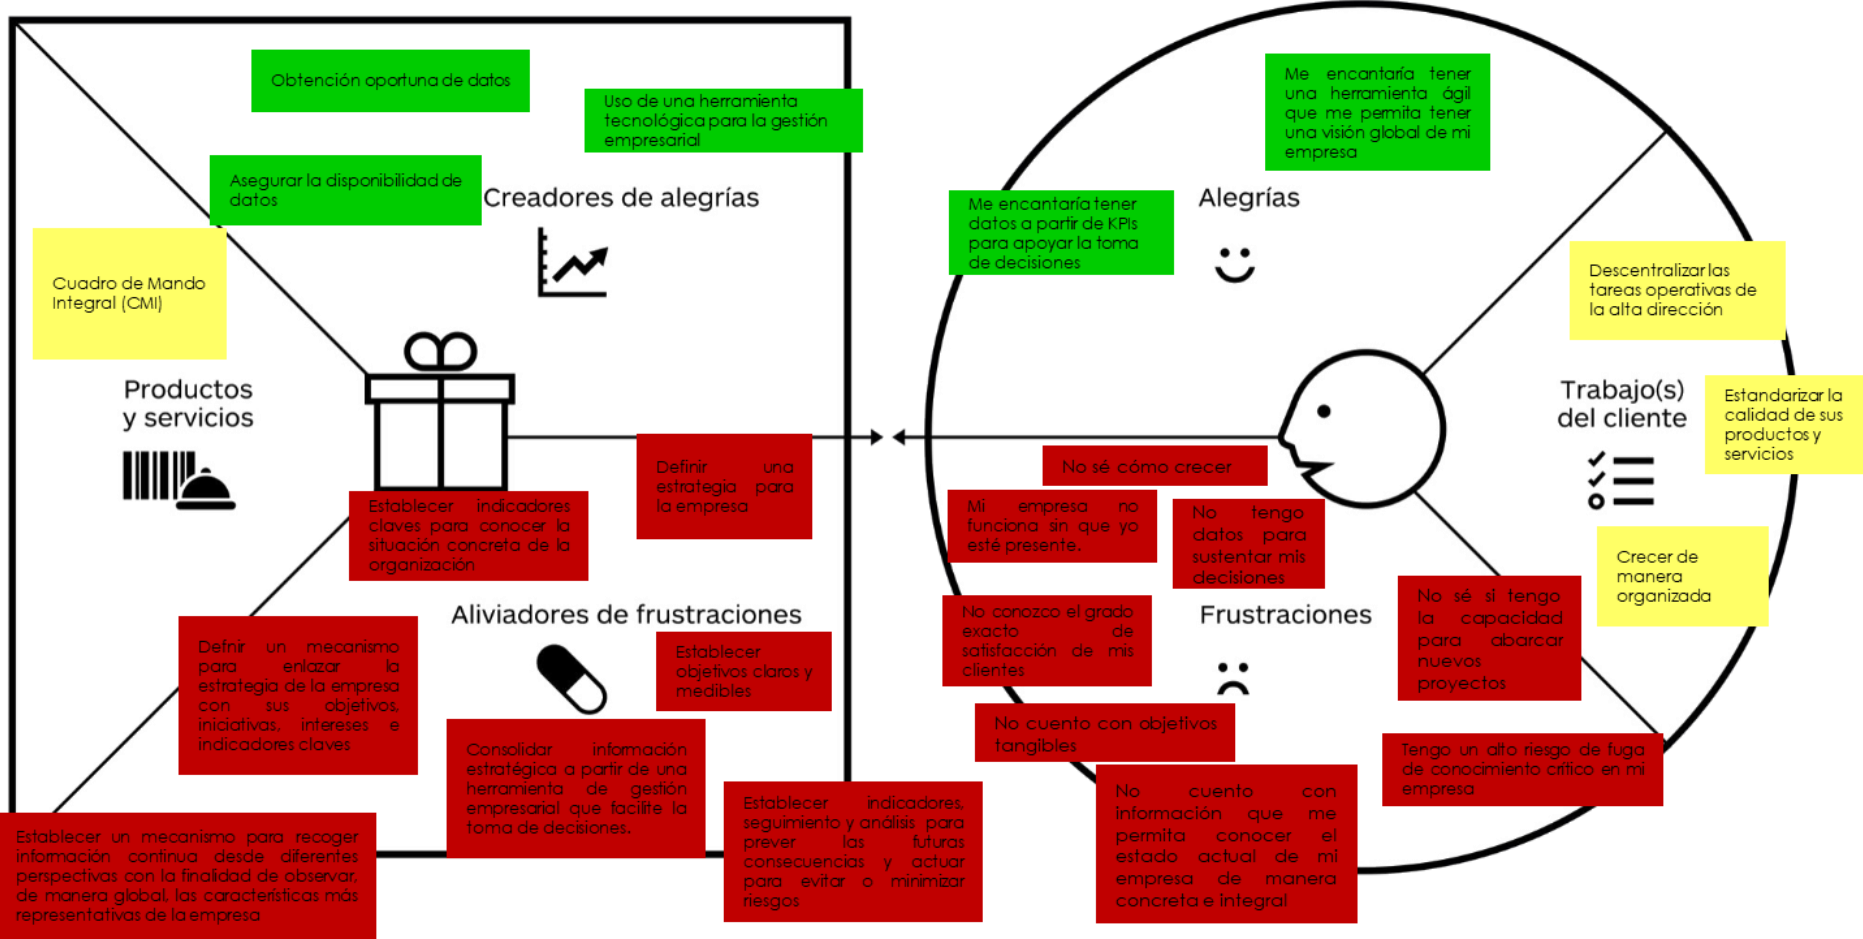 Obtención oportuna de datos
Uso de una herramienta
tecnológica para la gestión
empresarial
Asegurar la disponibilidad de
datos
Creadores de alegrías
Cuadro de Mando
Integral (CMI)
Productos
y servicios
Definir una
estrategia para
la empresa
Establecer indicadores
claves para conocer la
situación concreta de la
organización
Aliviadores de frustraciones
Defnir un mecanismo
para enlazar la
estrategia de la empresa
con sus objetivos,
iniciativas, intereses e
indicadores claves
Establecer
objetivos claros y
medibles
Consolidar información
estratégica a partir de una
herramienta de gestión
empresarial que facilite la
toma de decisiones.
Establecer indicadores,
seguimiento y análisis para
prever las futuras
consecuencias y actuar
para evitar o minimizar
riesgos
Establecer un mecanismo para recoger
información continua desde diferentes
perspectivas con la finalidad de observar,
de manera global, las características más
representativas de la empresa
Me encantaría tener
una herramienta ágil
que me permita tener
una visión global de mi
empresa
Me encantaría tener
datos a partir de KPIs
para apoyar la toma
de decisiones
Alegrías
Descentralizar las
tareas operativas de
la alta dirección
Trabajo(s)
del cliente
Estandarizar la
calidad de sus
productos y
servicios
Crecer de
manera
organizada
No sé cómo crecer
Mi empresa no
funciona sin que yo
esté presente.
No tengo
datos para
sustentar mis
decisiones
No conozco el grado
exacto de
satisfacción de mis
clientes
Frustraciones
No sé si tengo
la capacidad
para abarcar
nuevos
proyectos
No cuento con objetivos
tangibles
Tengo un alto riesgo de fuga
de conocimiento crítico en mi
empresa
No cuento con
información que me
permita conocer el
estado actual de mi
empresa de manera
concreta e integral